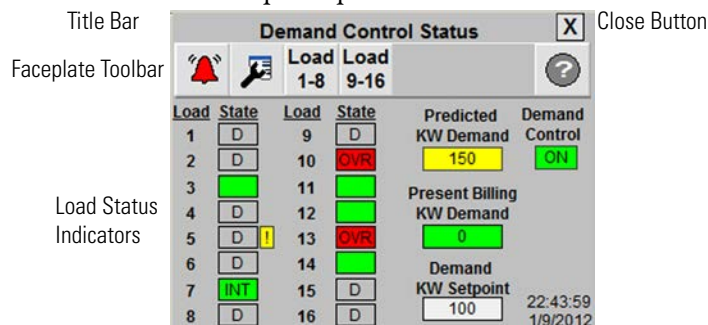 Title Bar
Demand Control Status
X
Close Button
Faceplate Toolbar
Load 1-8
Load 9-16
?
Load State Load State
Predicted KW Demand
Demand Control
1 D 9 D
2 D 10 OVR 150 ON
3 11
Present Billing KW Demand
Load Status Indicators
4 D 12
5 D ! 13 OVR 0
6 D 14
Demand KW Setpoint
7 INT 15 D
100
22:43:59
8 D 16 D
1/9/2012